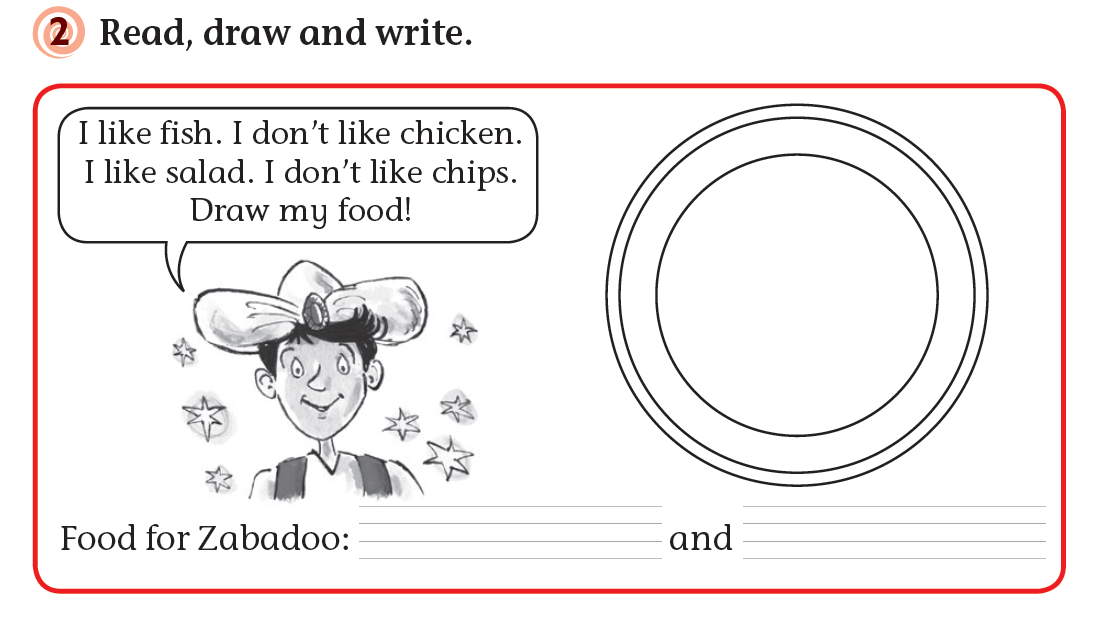 2 Read, draw and write.
I like fish. I don't like chicken.
I like salad. I don't like chips.
Draw my food!
Food for Zabadoo: and